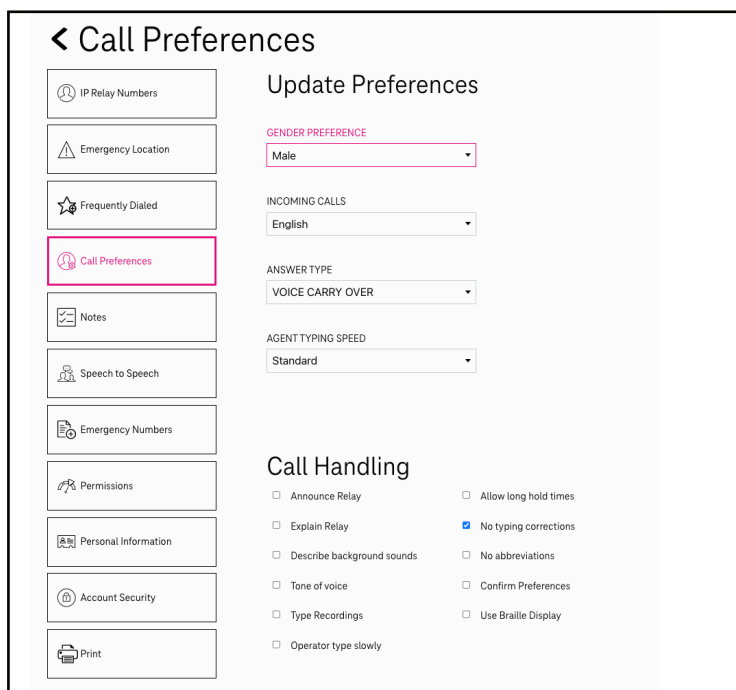 Call Preferences
IP Relay Numbers
Emergency Location
Frequently Dialed
Call Preferences
Notes
Speech to Speech
Emergency Numbers
Permissions
Personal Information
Account Security
Print
Update Preferences
GENDER PREFERENCE
Male
INCOMING CALLS
English
ANSWER TYPE
VOICE CARRY OVER
AGENT TYPING SPEED
Standard
Call Handling
Announce Relay
Explain Relay
Describe background sounds
Tone of voice
Type Recordings
Operator type slowly
Allow long hold times
No typing corrections
No abbreviations
Confirm Preferences
Use Braille Display